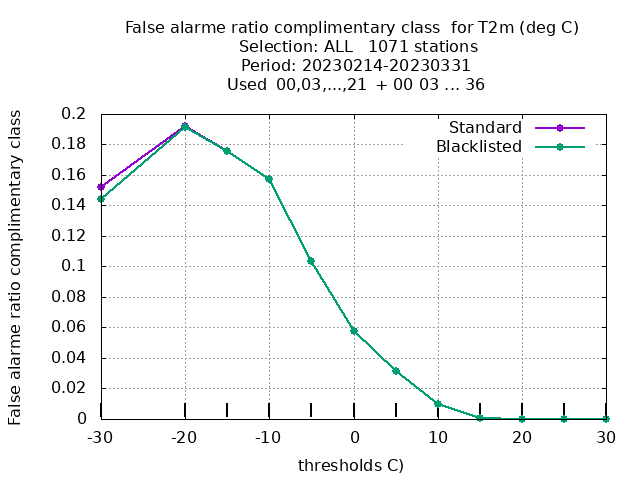 False alarme ratio complimentary class  for T2m (deg C)
Selection: ALL   1071 stations
Period: 20230214-20230331
Used  00,03,...,21  + 00 03 ... 36
False alarme ratio complimentary class
Standard
Blacklisted
0.2
0.18
0.16
0.14
0.12
0.1
0.08
0.06
0.04
0.02
0
-30
-20
-10
0
10
20
30
thresholds C)